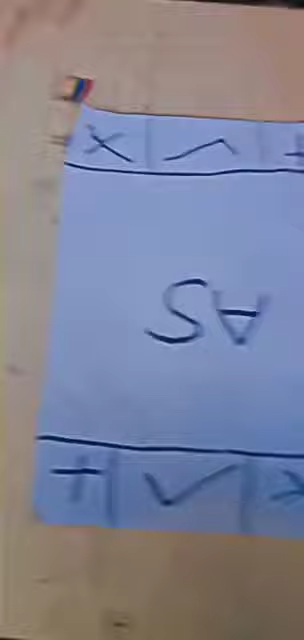 + ✓ X
AS
+ ✓ X